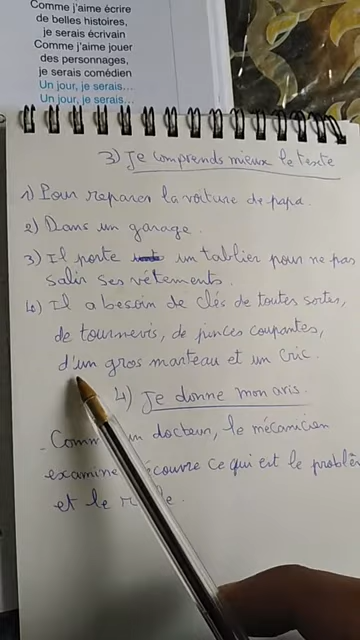 Comme j'aime écrire
de belles histoires,
je serais écrivain
Comme j'aime jouer
des personnages,
je serais comédien
Un jour, je serais...
Un jour, je serais...
3) Je comprends mieux le texte
1) Pour reparer la voiture de papa.
2) Dans un garage.
3) Il porte un tablier pour ne pas
salir ses vêtements.
4) Il a besoin de clés de toutes sortes,
de tournevis, de pinces coupantes,
d'un gros marteau et un cric.
4) Je donne mon avis.
- Comm un docteur, le mécanicien
examine écouvre ce qui est le problè
et le